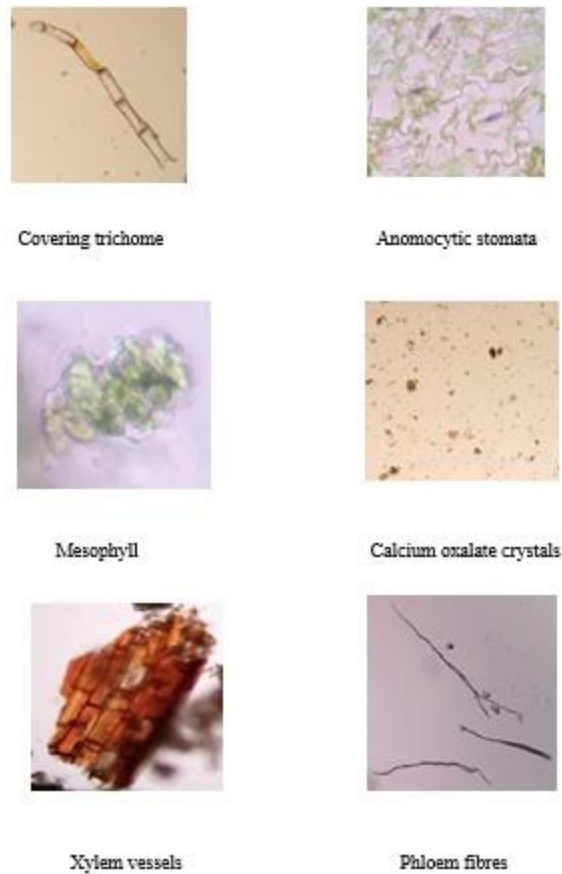 Covering trichome
Anomocytic stomata
Mesophyll
Calcium oxalate crystals
Xylem vessels
Phloem fibres